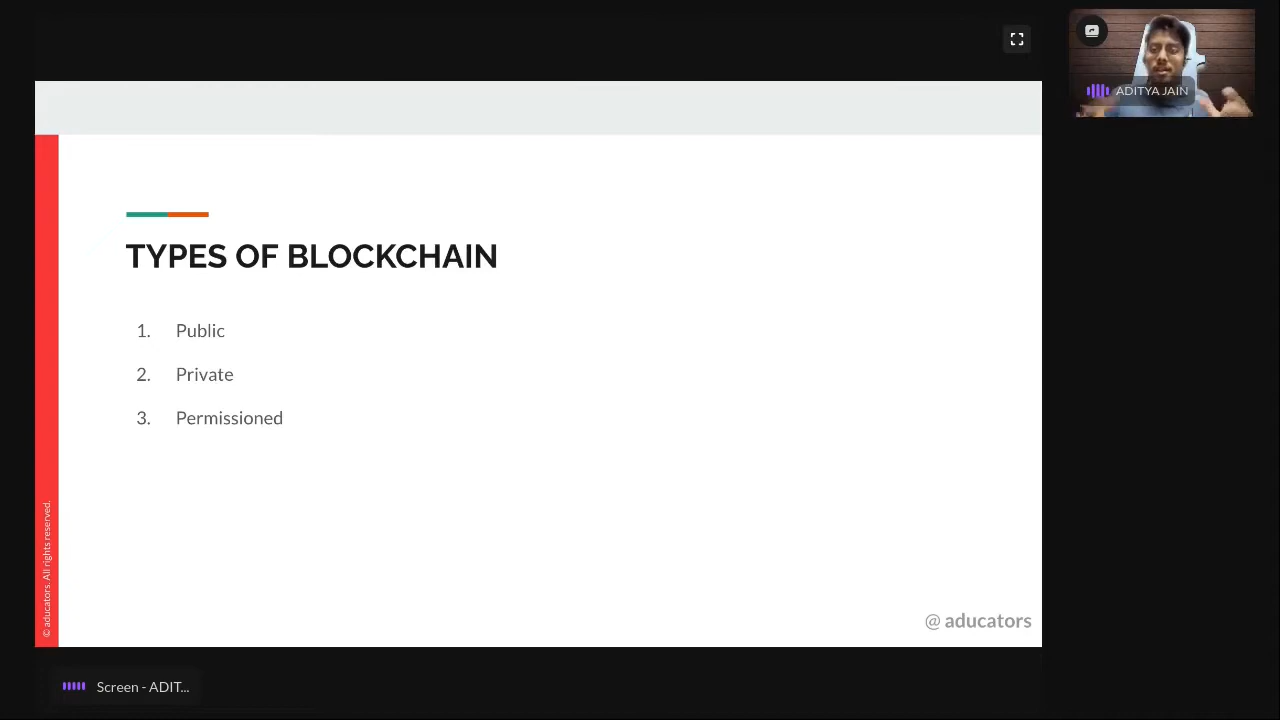 ADITYA JAIN
TYPES OF BLOCKCHAIN
1. Public
2. Private
3. Permissioned
© aducators. All rights reserved.
@ aducators
Screen - ADIT...